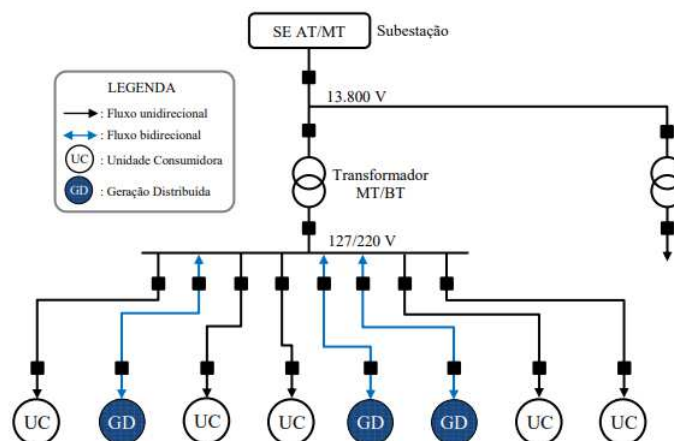 SE AT/MT
Subestação
LEGENDA
: Fluxo unidirecional
: Fluxo bidirecional
UC : Unidade Consumidora
GD : Geração Distribuida
13.800 V
Transformador
MT/BT
127/220 V
UC GD UC UC GD GD UC UC